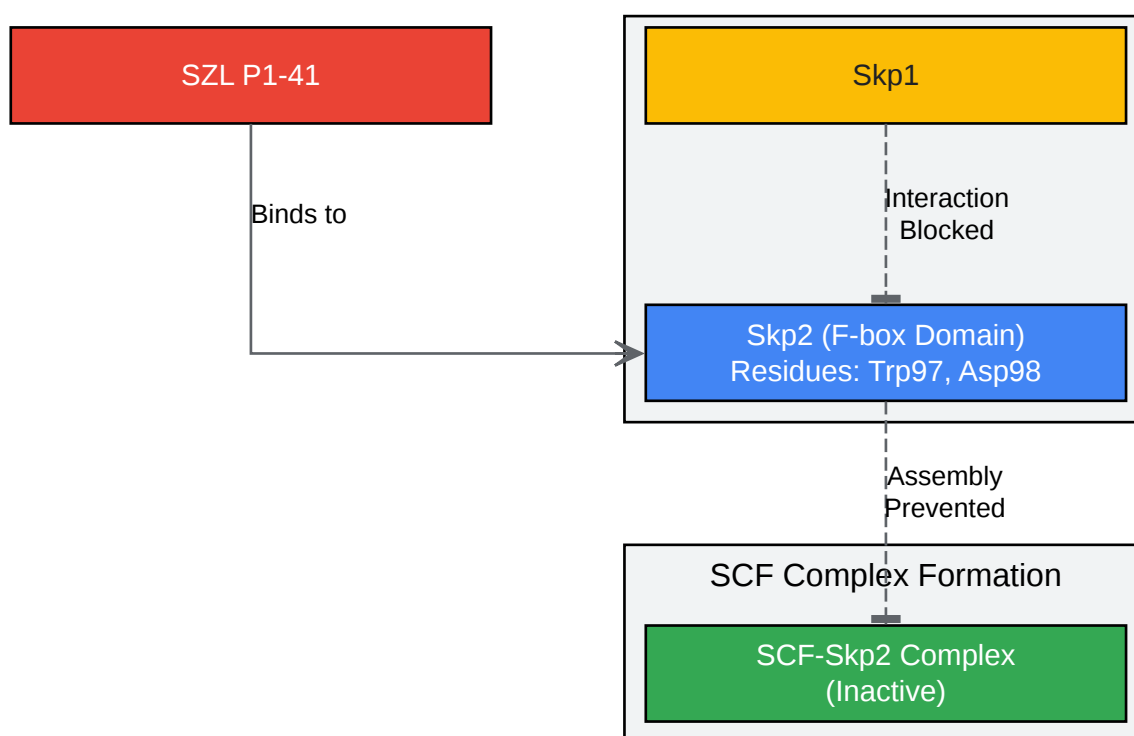 SZL P1-41
Skp1
Binds to
Interaction
Blocked
Skp2 (F-box Domain)
Residues: Trp97, Asp98
Assembly
Prevented
SCF Complex Formation
SCF-Skp2 Complex
(Inactive)